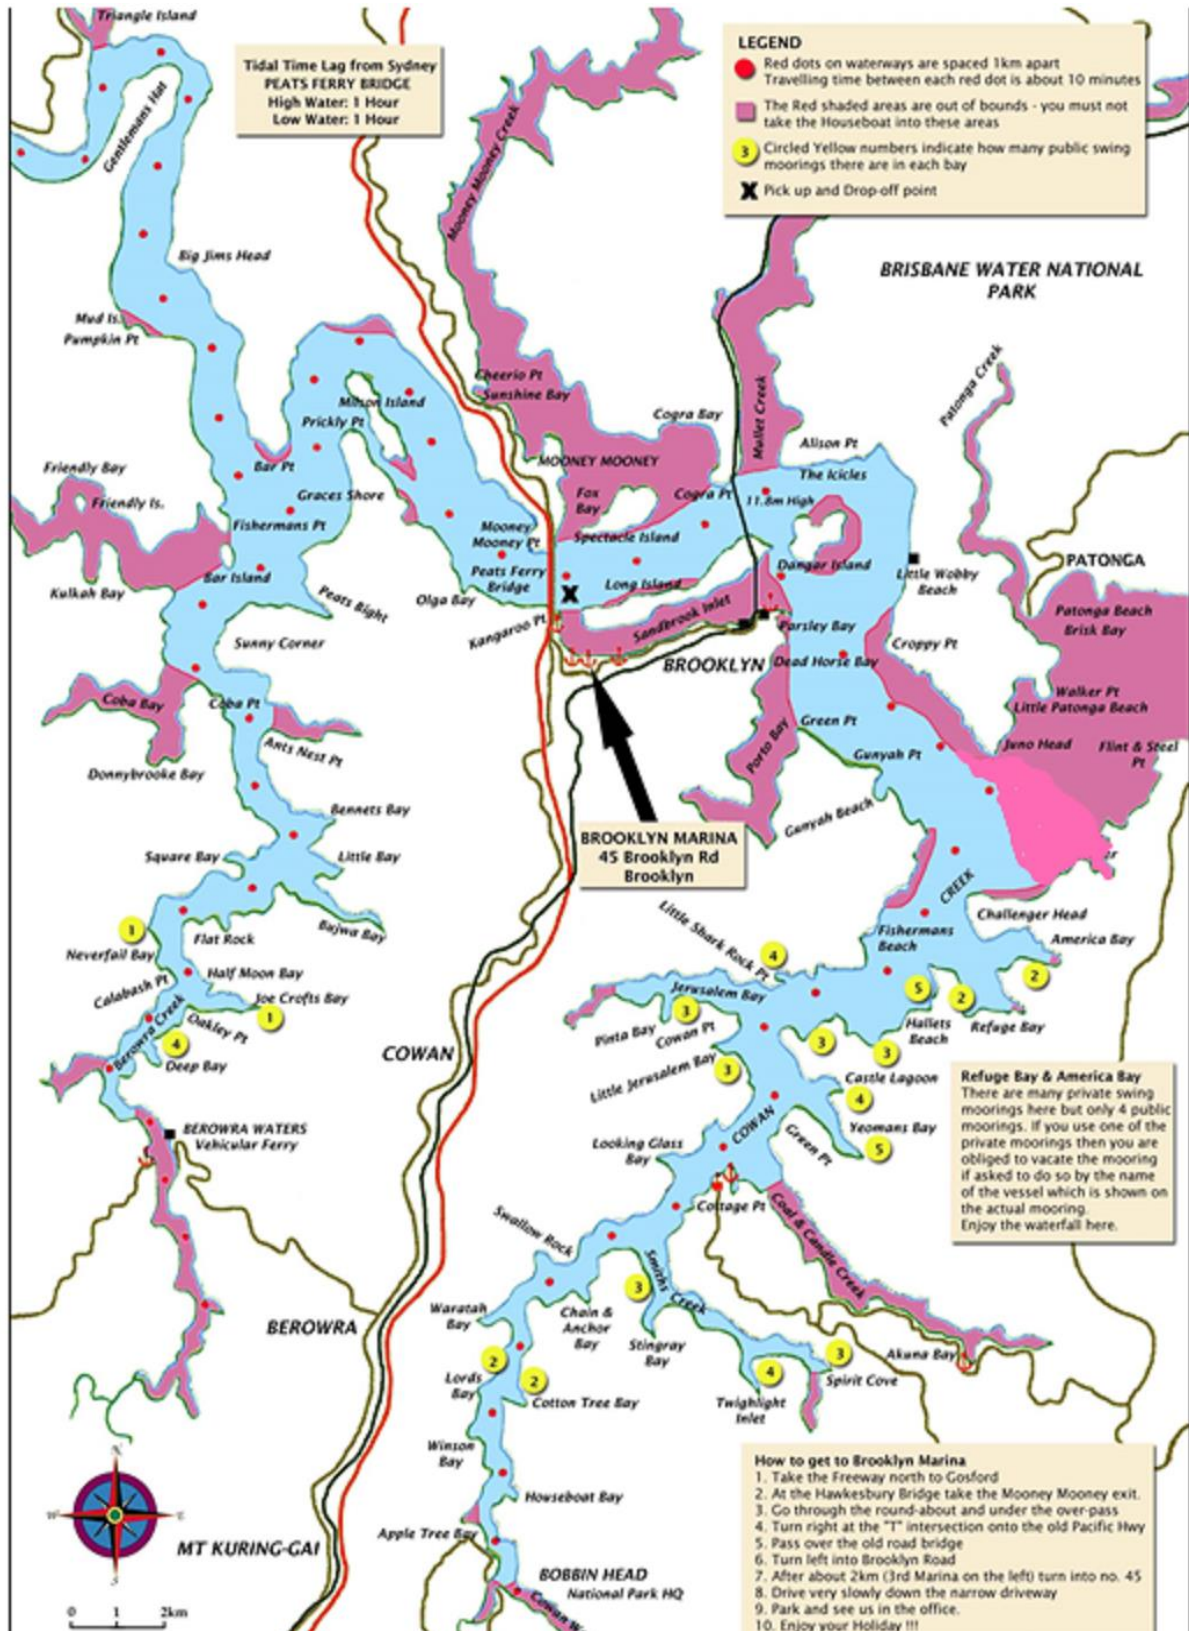 Triangle Island
Tidal Time Lag from Sydney
PEATS FERRY BRIDGE
High Water: 1 Hour
Low Water: 1 Hour
LEGEND
Red dots on waterways are spaced 1km apart
Travelling time between each red dot is about 10 minutes
The Red shaded areas are out of bounds - you must not
take the Houseboat into these areas
3
Circled Yellow numbers indicate how many public swing
moorings there are in each bay
X Pick up and Drop-off point
Gentlemans Hat
Mooney Mooney Creek
Big Jims Head
BRISBANE WATER NATIONAL
PARK
Mud Is.
Pumpkin Pt
Cheerio Pt
Sunshine Bay
Milson Island
Prickly Pt
Cogra Bay
Mullet Creek
Patonga Creek
Alison Pt
Bar Pt
MOONEY MOONEY
The Icicles
Friendly Bay
Friendly Is.
Graces Shore
Fox
Bay
Cogra Pt
11.8m High
Fishermans Pt
Mooney
Mooney Pt
Spectacle Island
Peats Ferry
Bridge
Long Island
Dangar Island
Little Wobby
Beach
PATONGA
Bar Island
Kulkah Bay
Olga Bay
X
Peats Bight
Kangaroo Pt
Sandbrook Inlet
Parsley Bay
Patonga Beach
Brisk Bay
Sunny Corner
BROOKLYN
Dead Horse Bay
Croppy Pt
Coba Bay
Coba Pt
Walker Pt
Little Patonga Beach
Ants Nest Pt
Porto Bay
Green Pt
Gunyah Pt
Juno Head
Flint & Steel
Pt
Donnybrooke Bay
Bennets Bay
Gunyah Beach
BROOKLYN MARINA
45 Brooklyn Rd
Brooklyn
Square Bay
Little Bay
CREEK
Little Shark Rock Pt
Challenger Head
1
Neverfail Bay
Flat Rock
Bujwa Bay
Fishermans
Beach
America Bay
4
2
Calabash Pt
Half Moon Bay
Joe Crofts Bay
1
Jerusalem Bay
5
2
Berowra Creek
Oakley Pt
Pinta Bay
3
Cowan Pt
Hallets
Beach
Refuge Bay
4
Deep Bay
COWAN
3
3
Little Jerusalem Bay
3
Castle Lagoon
4
Refuge Bay & America Bay
There are many private swing
moorings here but only 4 public
moorings. If you use one of the
private moorings then you are
obliged to vacate the mooring
if asked to do so by the name
of the vessel which is shown on
the actual mooring.
Enjoy the waterfall here.
BEROWRA WATERS
Vehicular Ferry
Looking Glass
Bay
COWAN
Green Pt
Yeomans Bay
5
Cottage Pt
Coal & Candle Creek
Swallow Rock
Smiths Creek
3
Waratah
Bay
Chain &
Anchor
Bay
Stingray
Bay
BEROWRA
2
Lords
Bay
2
Cotton Tree Bay
4
3
Spirit Cove
Akuna Bay
Twighlight
Inlet
Winson
Bay
Houseboat Bay
Apple Tree Bay
N
W
E
S
MT KURING-GAI
BOBBIN HEAD
National Park HQ
0 1 2km
How to get to Brooklyn Marina
1. Take the Freeway north to Gosford
2. At the Hawkesbury Bridge take the Mooney Mooney exit.
3. Go through the round-about and under the over-pass
4. Turn right at the "T" intersection onto the old Pacific Hwy
5. Pass over the old road bridge
6. Turn left into Brooklyn Road
7. After about 2km (3rd Marina on the left) turn into no. 45
8. Drive very slowly down the narrow driveway
9. Park and see us in the office.
10. Enjoy your Holiday !!!